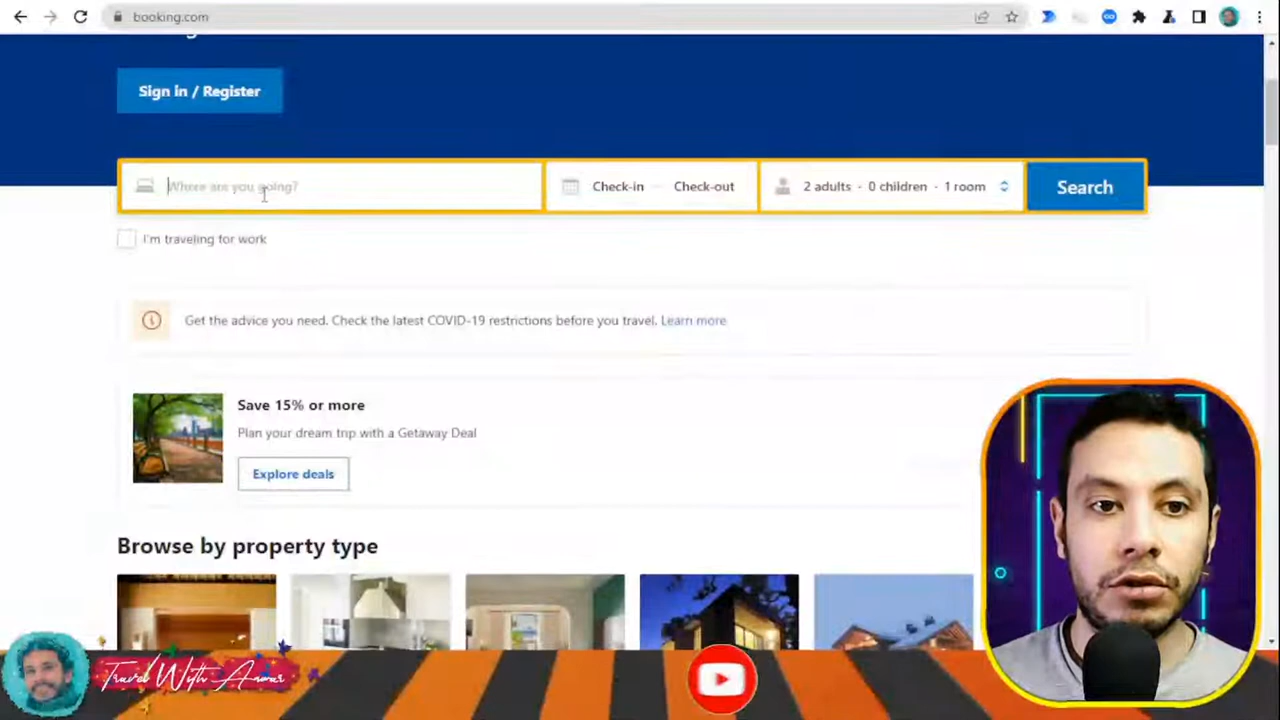 booking.com
Sign in / Register
Where are you going?
Check-in — Check-out
2 adults · 0 children · 1 room
Search
I'm traveling for work
Get the advice you need. Check the latest COVID-19 restrictions before you travel. Learn more
Save 15% or more
Plan your dream trip with a Getaway Deal
Explore deals
Browse by property type
Travel With Anwar